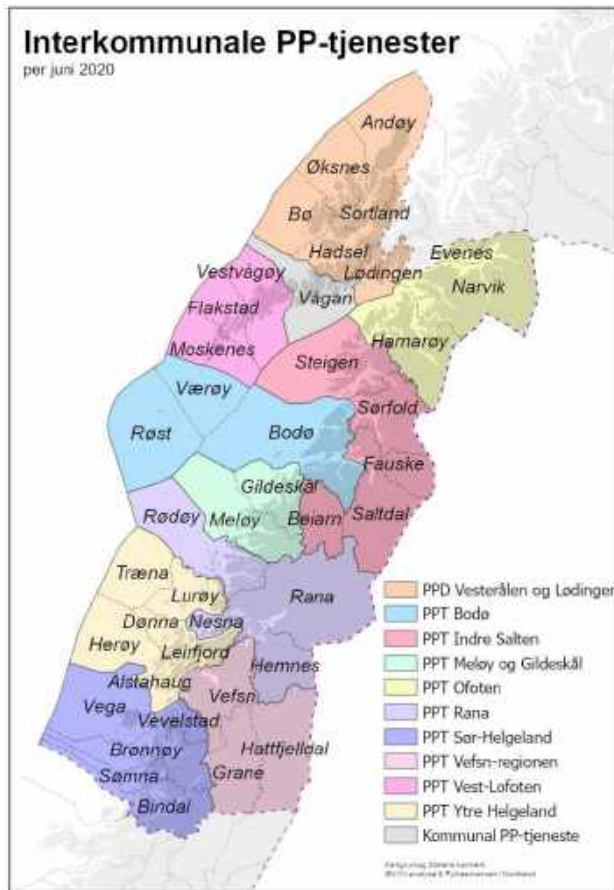 Interkommunale PP-tjenester
per juni 2020
Andøy
Øksnes
Bø
Sortland
Hadsel
Lødingen
Evenes
Narvik
Vestvågøy
Vågan
Flakstad
Hamarøy
Moskenes
Steigen
Værøy
Sørfold
Røst
Bodø
Fauske
Gildeskål
Rødøy
Meløy
Beiarn
Saltdal
Træna
Lurøy
Rana
Dønna
Nesna
Herøy
Leirfjord
Hemnes
Alstahaug
Vega
Vefsn
Vevelstad
Brønnøy
Hattfjelldal
Sømna
Grane
Bindal
PPD Vesterålen og Lødingen
PPT Bodø
PPT Indre Salten
PPT Meløy og Gildeskål
PPT Ofoten
PPT Rana
PPT Sør-Helgeland
PPT Vefsn-regionen
PPT Vest-Lofoten
PPT Ytre Helgeland
Kommunal PP-tjeneste